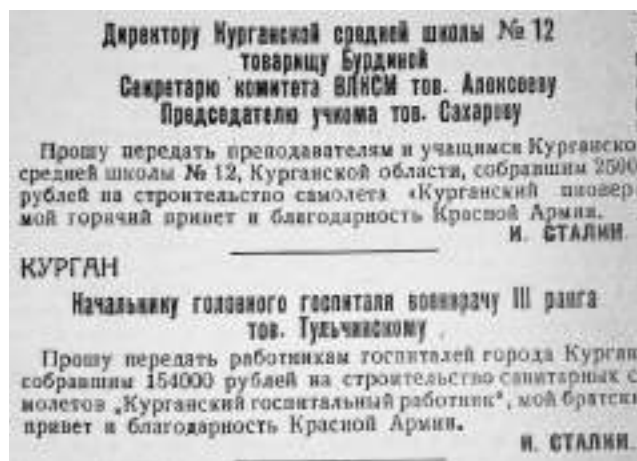 Директору Курганской средней школы № 12
товарищу Бурдиной
Секретарю комитета ВЛКСМ тов. Алексееву
Председателю учкома тов. Сахарову
Прошу передать преподавателям и учащимся Курганско
средней школы № 12, Курганской области, собравшим 2500
рублей на строительство самолета «Курганский пионер
мой горячий привет и благодарность Красной Армии.
И. СТАЛИН.
КУРГАН
Начальнику головного госпиталя военврачу III ранга
тов. Тульчинскому
Прошу передать работникам госпиталей города Курган
собравшим 154000 рублей на строительство санитарных с
молетов „Курганский госпитальный работник“, мой братски
привет и благодарность Красной Армии.
И. СТАЛИН.